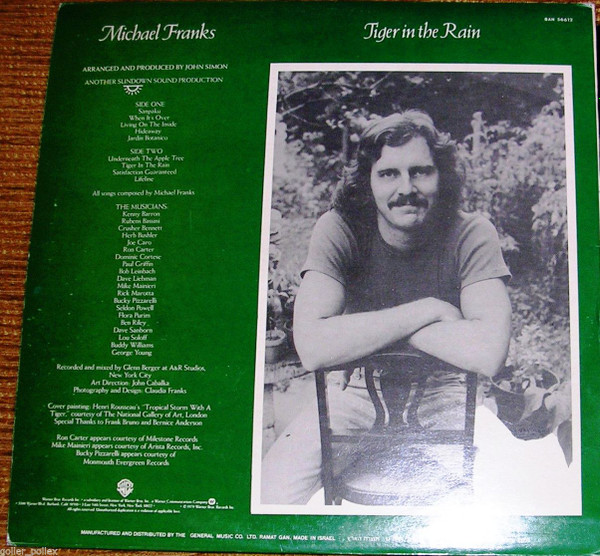 BAN 56612
Michael Franks
Tiger in the Rain
ARRANGED AND PRODUCED BY JOHN SIMON
ANOTHER SUNDOWN SOUND PRODUCTION
SIDE ONE
Sanpaku
When It's Over
Living On The Inside
Hideaway
Jardin Botanico
SIDE TWO
Underneath The Apple Tree
Tiger In The Rain
Satisfaction Guaranteed
Lifeline
All songs composed by Michael Franks
THE MUSICIANS
Kenny Barron
Rubens Bassini
Crusher Bennett
Herb Bushler
Joe Caro
Ron Carter
Dominic Cortese
Paul Griffin
Bob Leinbach
Dave Liebman
Mike Mainieri
Rick Marotta
Bucky Pizzarelli
Seldon Powell
Flora Purim
Ben Riley
Dave Sanborn
Lou Soloff
Buddy Williams
George Young
Recorded and mixed by Glenn Berger at A&R Studios,
New York City
Art Direction: John Cabalka
Photography and Design: Claudia Franks
Cover painting: Henri Rousseau's "Tropical Storm With A
Tiger," courtesy of The National Gallery of Art, London
Special Thanks to Frank Bruno and Bernice Anderson
Ron Carter appears courtesy of Milestone Records
Mike Mainieri appears courtesy of Arista Records, Inc.
Bucky Pizzarelli appears courtesy of
Monmouth Evergreen Records
MANUFACTURED AND DISTRIBUTED BY THE GENERAL MUSIC CO. LTD. RAMAT GAN, MADE IN ISRAEL
goller_pollex